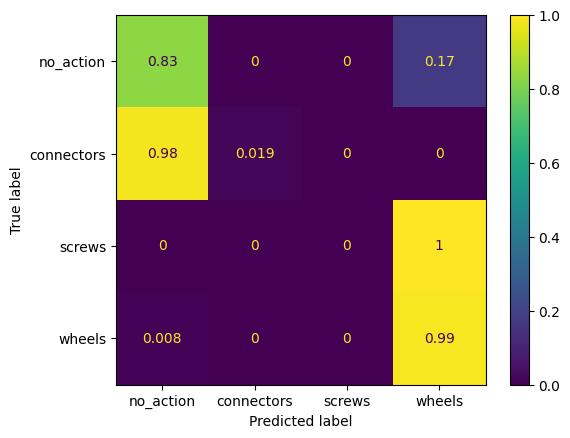 no_action 0.83 0 0 0.17
connectors 0.98 0.019 0 0
screws 0 0 0 1
wheels 0.008 0 0 0.99
no_action connectors screws wheels
Predicted label
True label
1.0
0.8
0.6
0.4
0.2
0.0